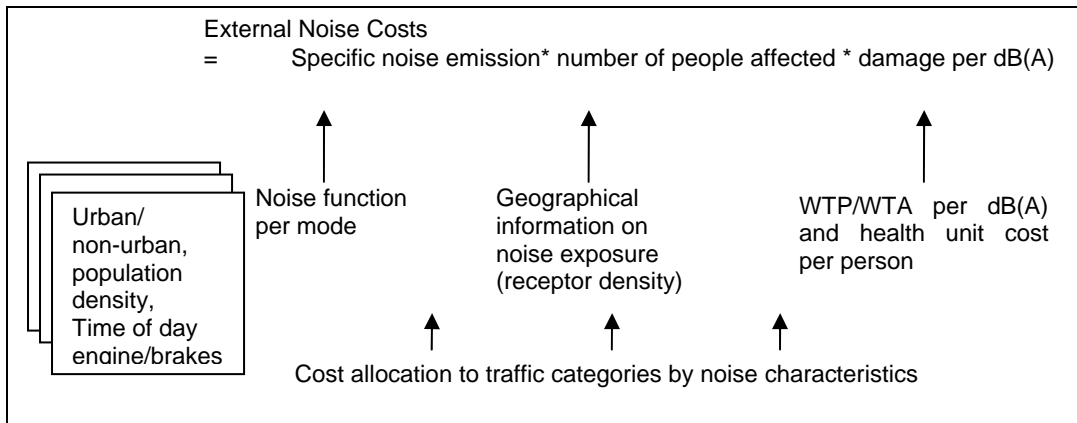 External Noise Costs
= Specific noise emission* number of people affected * damage per dB(A)
Noise function
per mode
Geographical
information on
noise exposure
(receptor density)
WTP/WTA per dB(A)
and health unit cost
per person
Urban/
non-urban,
population
density,
Time of day
engine/brakes
Cost allocation to traffic categories by noise characteristics